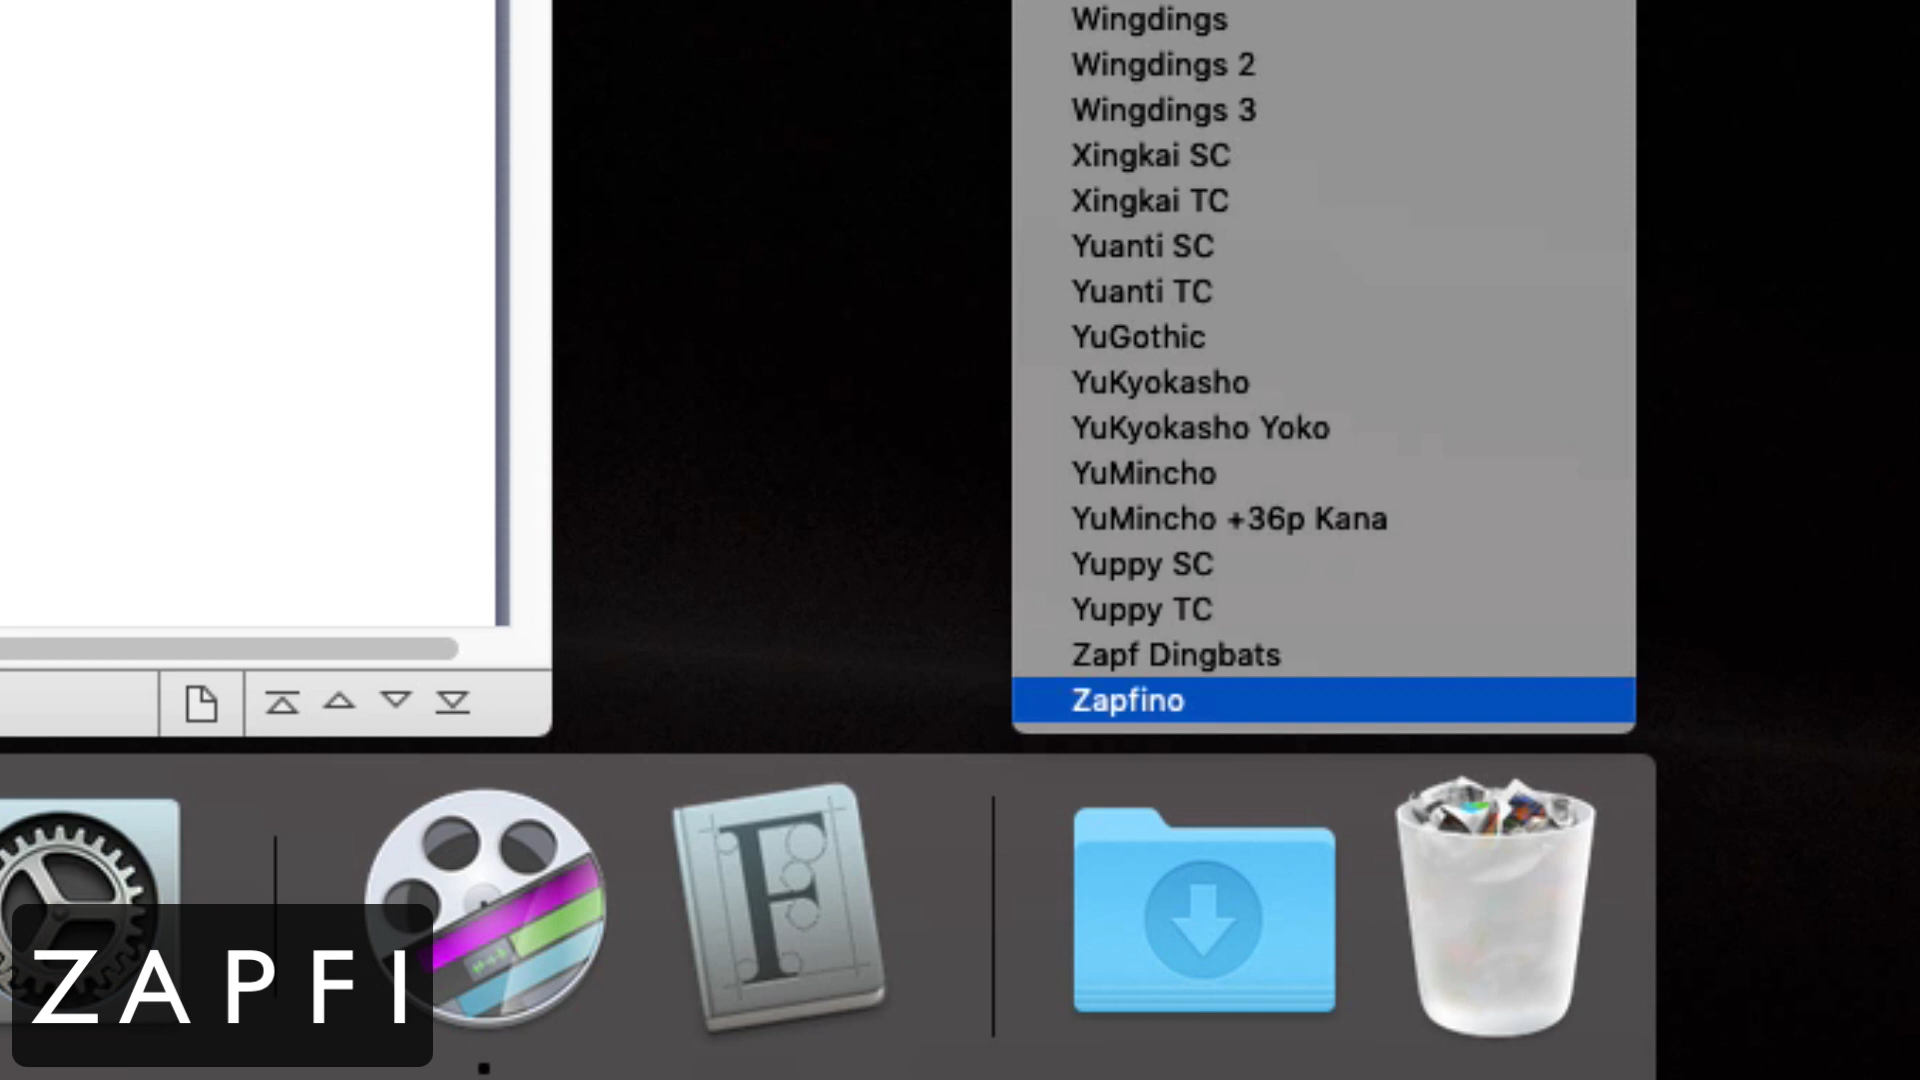 Wingdings
Wingdings 2
Wingdings 3
Xingkai SC
Xingkai TC
Yuanti SC
Yuanti TC
YuGothic
YuKyokasho
YuKyokasho Yoko
YuMincho
YuMincho +36p Kana
Yuppy SC
Yuppy TC
Zapf Dingbats
Zapfino
F
ZAPFI